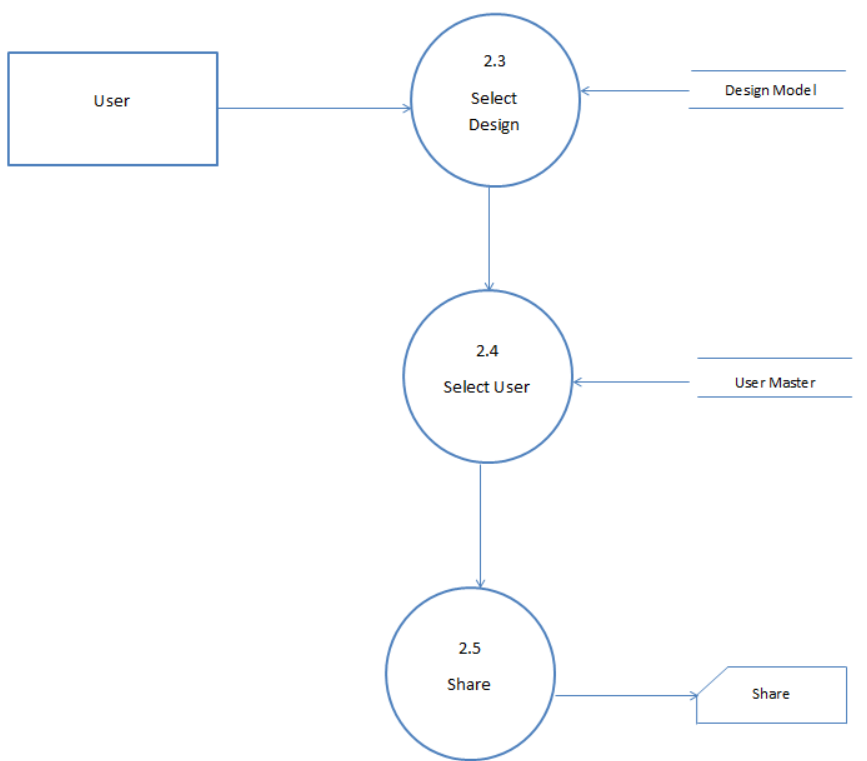 User
2.3
Select
Design
Design Model
2.4
Select User
User Master
2.5
Share
Share